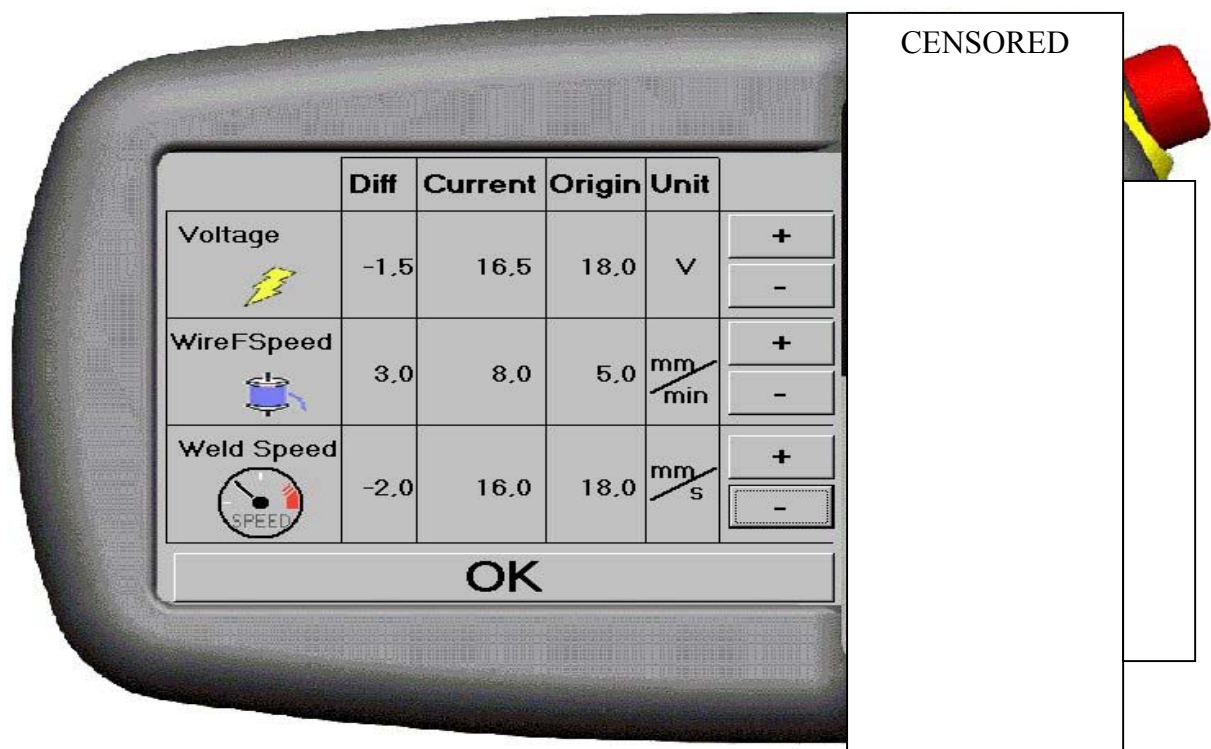 CENSORED
Diff Current Origin Unit
Voltage -1,5 16,5 18,0 V + -
WireFSpeed 3,0 8,0 5,0 mm/min + -
Weld Speed -2,0 16,0 18,0 mm/s + -
SPEED
OK